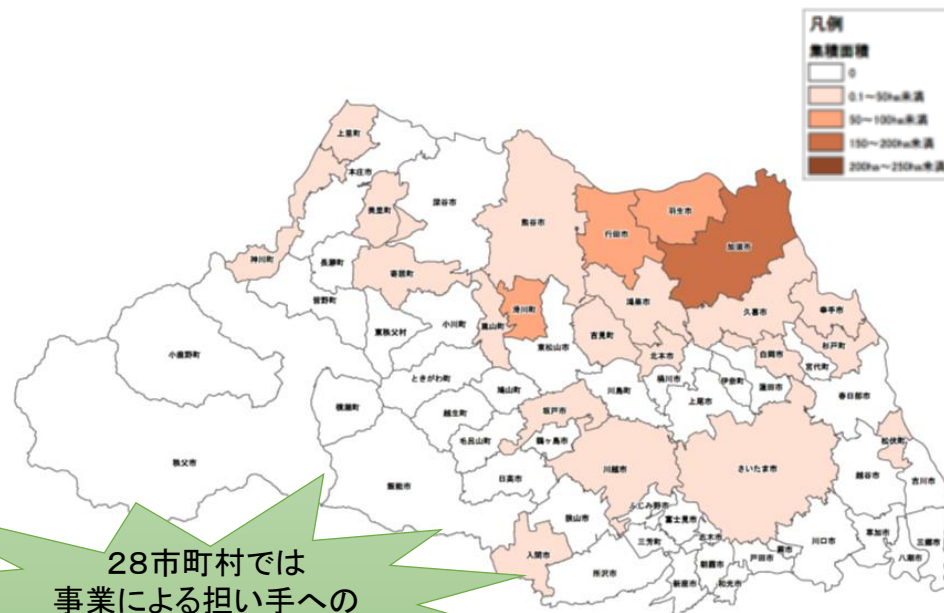 凡例
集積面積
0
0.1～50ha未満
50～100ha未満
150～200ha未満
200ha～250ha未満
上里町
本庄市
美里町
深谷市
熊谷市
羽生市
行田市
加須市
神川町
長瀞町
寄居町
皆野町
滑川町
鴻巣市
久喜市
幸手市
東秩父村
小川町
嵐山町
吉見町
東松山市
北本市
白岡市
杉戸町
宮代町
小鹿野町
ときがわ町
鳩山町
川島町
桶川市
伊奈町
蓮田市
上尾市
春日部市
横瀬町
越生町
坂戸市
毛呂山町
鶴ヶ島市
松伏町
秩父市
飯能市
日高市
川越市
さいたま市
越谷市
吉川市
狭山市
ふじみ野市
富士見市
三芳町
志木市
入間市
所沢市
新座市
朝霞市
和光市
戸田市
蕨市
川口市
草加市
八潮市
三郷市
28市町村では
事業による担い手への